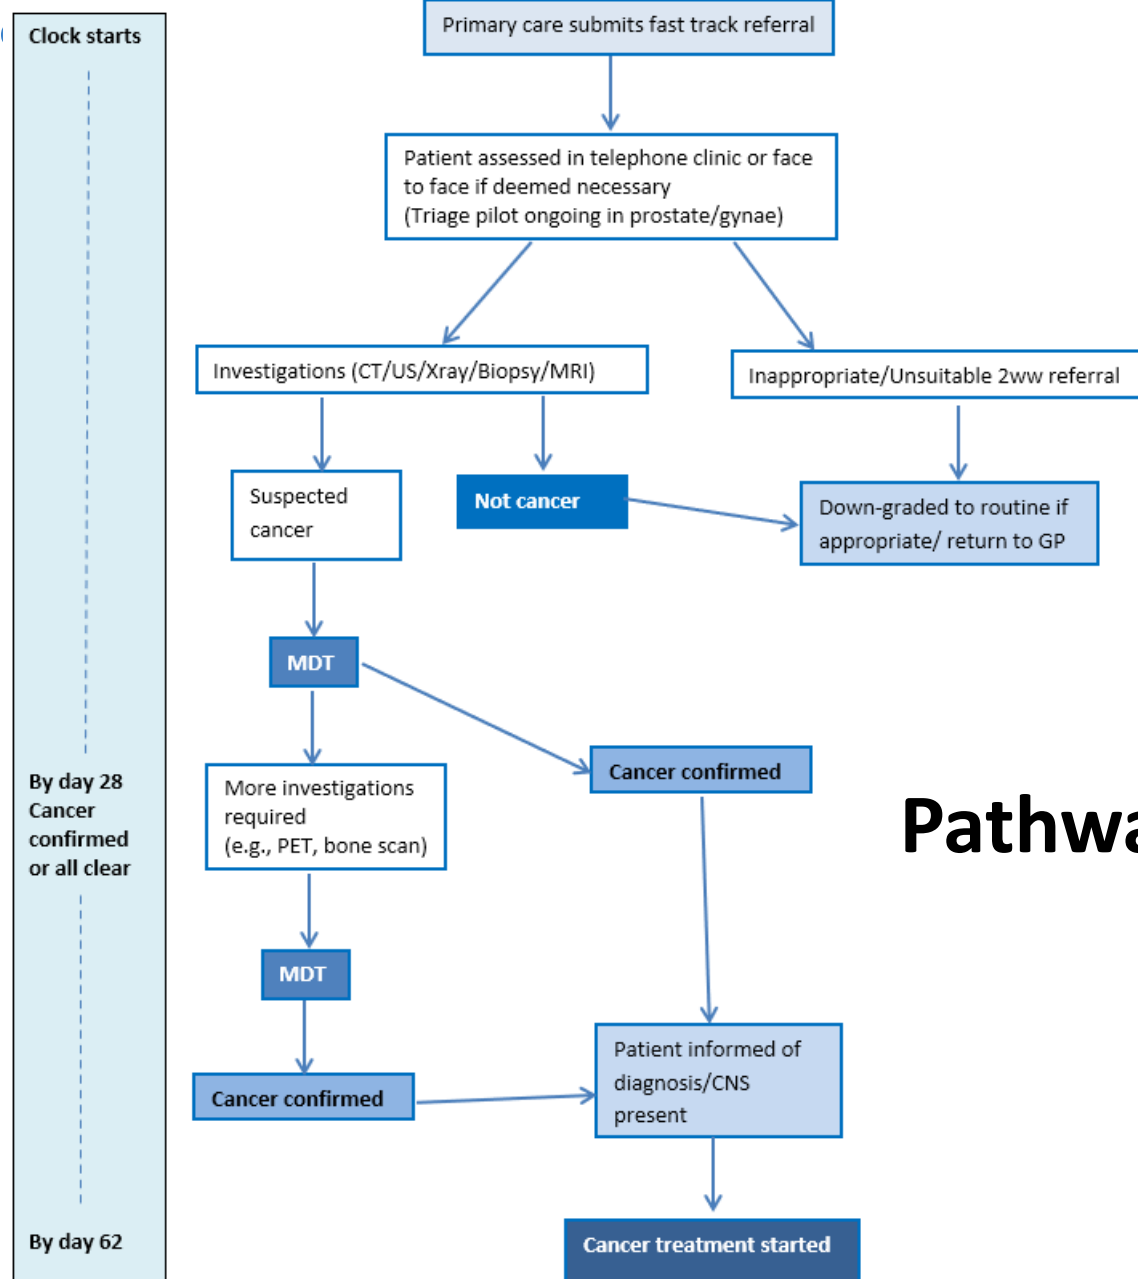 Clock starts
Primary care submits fast track referral
Patient assessed in telephone clinic or face
to face if deemed necessary
(Triage pilot ongoing in prostate/gynae)
Investigations (CT/US/Xray/Biopsy/MRI)
Inappropriate/Unsuitable 2ww referral
Suspected
cancer
Not cancer
Down-graded to routine if
appropriate/ return to GP
MDT
By day 28
Cancer
confirmed
or all clear
More investigations
required
(e.g., PET, bone scan)
Cancer confirmed
Pathwa
MDT
Cancer confirmed
Patient informed of
diagnosis/CNS
present
By day 62
Cancer treatment started